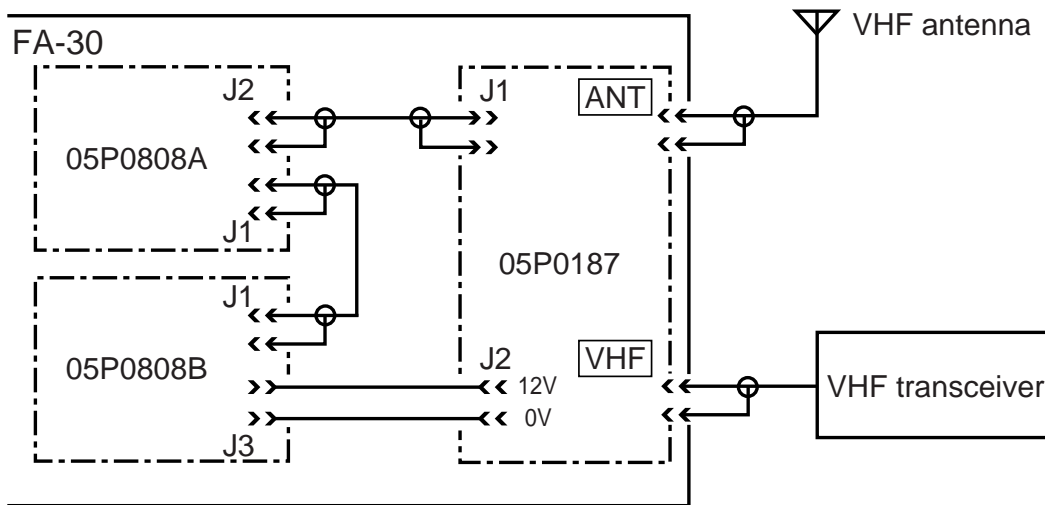 VHF antenna
FA-30
J2
J1
ANT
05P0808A
J1
05P0187
J1
05P0808B
J2
VHF
12V
VHF transceiver
0V
J3